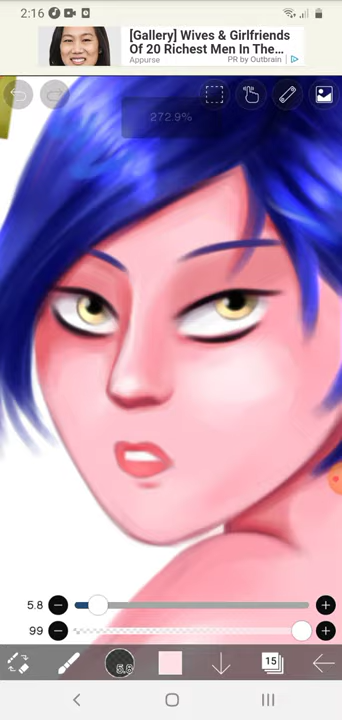 2:16
[Gallery] Wives & Girlfriends
Of 20 Richest Men In The...
Appurse
PR by Outbrain
272.9%
5.8
99
5.8
15